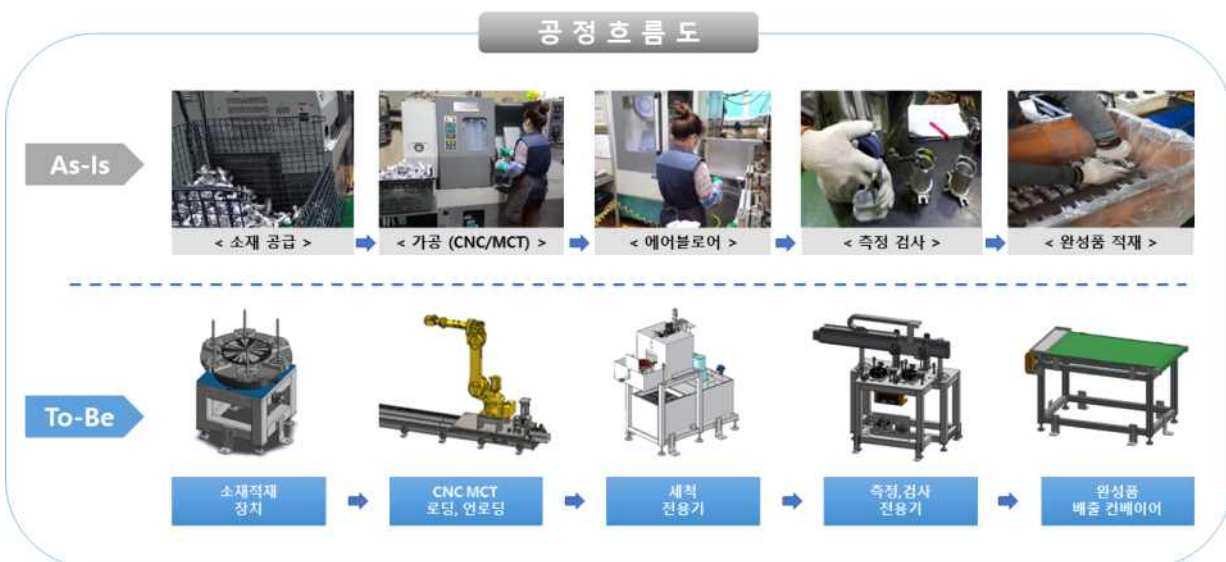 공정흐름도
As-Is
< 소재 공급 >
< 가공 (CNC/MCT) >
< 에어블로어 >
< 측정 검사 >
< 완성품 적재 >
To-Be
소재적재
장치
CNC MCT
로딩, 언로딩
세척
전용기
측정,검사
전용기
완성품
배출 컨베이어